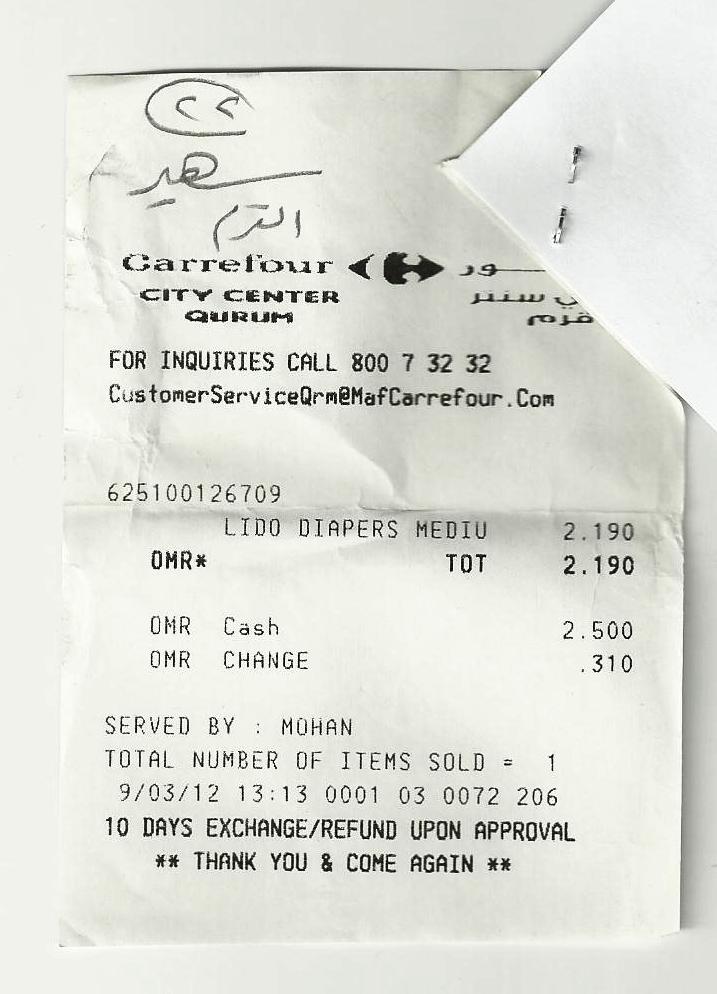 ٢٢
Carrefour
CITY CENTER
سنتر
QURUM
قرم
FOR INQUIRIES CALL 800 7 32 32
CustomerServiceQrm@MafCarrefour.Com
625100126709
LIDO DIAPERS MEDIU 2.190
OMR* TOT 2.190
OMR Cash 2.500
OMR CHANGE .310
SERVED BY : MOHAN
TOTAL NUMBER OF ITEMS SOLD = 1
9/03/12 13:13 0001 03 0072 206
10 DAYS EXCHANGE/REFUND UPON APPROVAL
** THANK YOU & COME AGAIN **